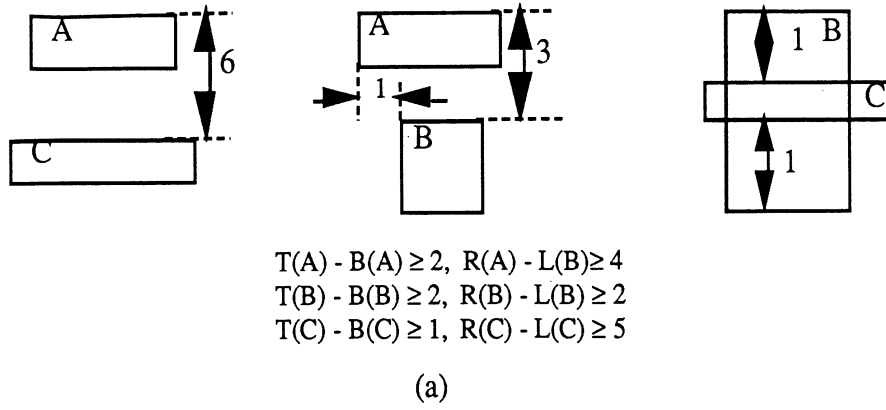 A
6
C
A
3
1
B
1
B
C
1
T(A) - B(A) ≥ 2, R(A) - L(B)≥ 4
T(B) - B(B) ≥ 2, R(B) - L(B) ≥ 2
T(C) - B(C) ≥ 1, R(C) - L(C) ≥ 5
(a)